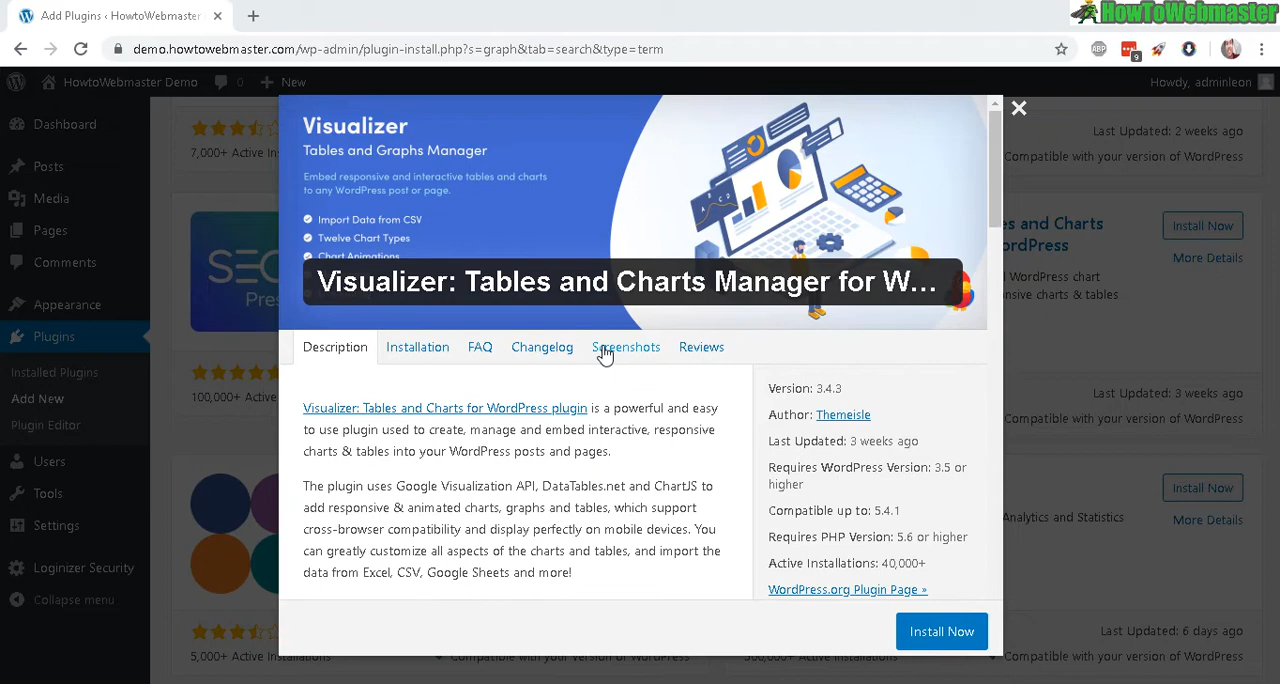 Add Plugins ‹ HowtoWebmaster
HowToWebmaster
demo.howtowebmaster.com/wp-admin/plugin-install.php?s=graph&tab=search&type=term
ABP
9
HowtoWebmaster Demo
0
New
Howdy, adminleon
Dashboard
Posts
Media
Pages
Comments
Appearance
Plugins
Installed Plugins
Add New
Plugin Editor
Users
Tools
Settings
Loginizer Security
Collapse menu
7,000+ Active Ins
100,000+ Active
5,000+ Active Installations
Visualizer
Tables and Graphs Manager
Embed responsive and interactive tables and charts
to any WordPress post or page.
Import Data from CSV
Twelve Chart Types
Chart Animations
Visualizer: Tables and Charts Manager for W...
Description
Installation
FAQ
Changelog
Screenshots
Reviews
Visualizer: Tables and Charts for WordPress plugin is a powerful and easy
to use plugin used to create, manage and embed interactive, responsive
charts & tables into your WordPress posts and pages.
The plugin uses Google Visualization API, DataTables.net and ChartJS to
add responsive & animated charts, graphs and tables, which support
cross-browser compatibility and display perfectly on mobile devices. You
can greatly customize all aspects of the charts and tables, and import the
data from Excel, CSV, Google Sheets and more!
Version: 3.4.3
Author: Themeisle
Last Updated: 3 weeks ago
Requires WordPress Version: 3.5 or
higher
Compatible up to: 5.4.1
Requires PHP Version: 5.6 or higher
Active Installations: 40,000+
WordPress.org Plugin Page »
Install Now
Last Updated: 2 weeks ago
Compatible with your version of WordPress
es and Charts
ordPress
Install Now
More Details
d WordPress chart
onsive charts & tables
Last Updated: 3 weeks ago
Compatible with your version of WordPress
Install Now
Analytics and Statistics
More Details
Last Updated: 6 days ago
Compatible with your version of WordPress